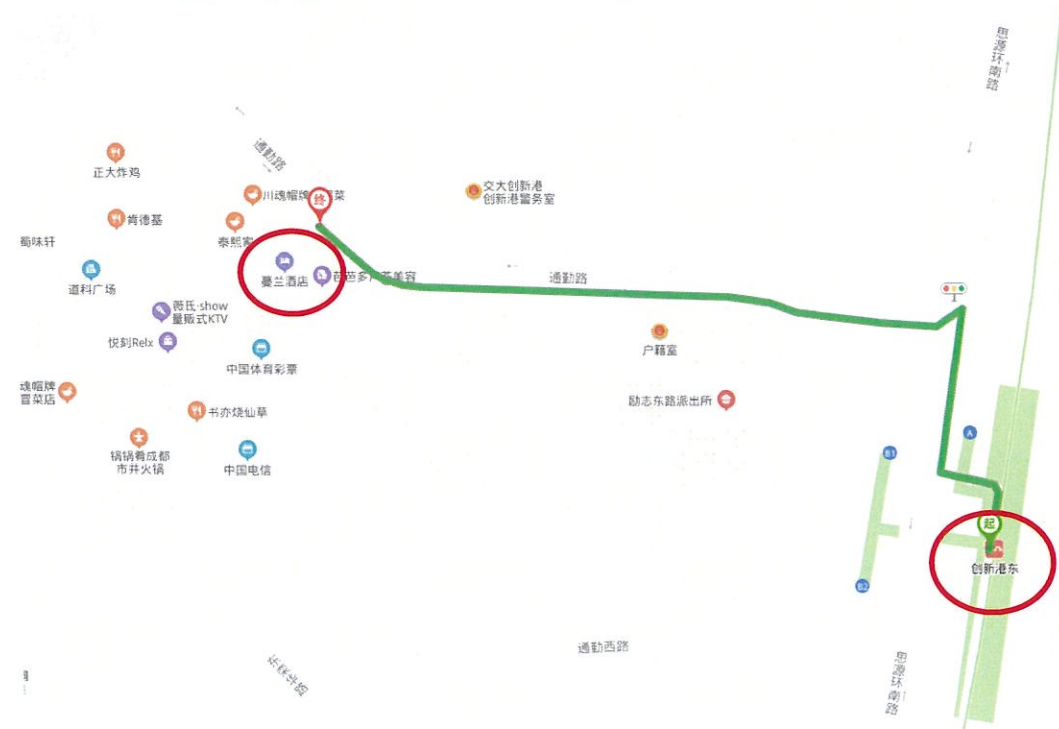 思源环南路
通勤路
正大炸鸡
川魂帽牌
菜
终
交大创新港
创新港警务室
肯德基
泰熙家
蜀味轩
道科广场
蔓兰酒店
美容
通勤路
薇氏·show
量贩式KTV
悦刻Relx
中国体育彩票
户籍室
魂帽牌
冒菜店
书亦烧仙草
励志东路派出所
锅锅肴成都
市井火锅
中国电信
A
B1
起
创新港东
B2
通勤西路
思源环南路